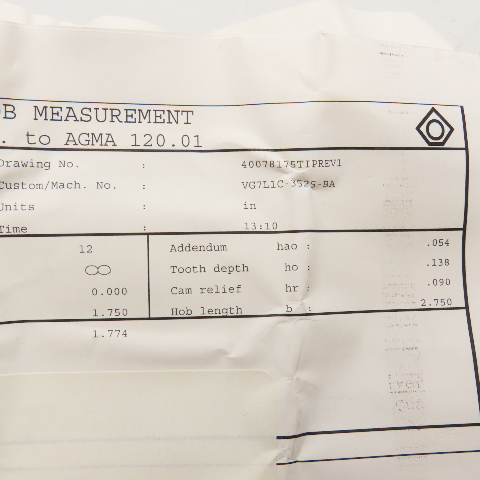 OB MEASUREMENT
. to AGMA 120.01
Drawing No. : 40078175TIPREV1
Custom/Mach. No. : VG7L1C-3525-BA
Units : in
Time : 13:10
12 Addendum hao : .054
∞ Tooth depth ho : .138
0.000 Cam relief hr : .090
1.750 Hob length b : 2.750
1.774